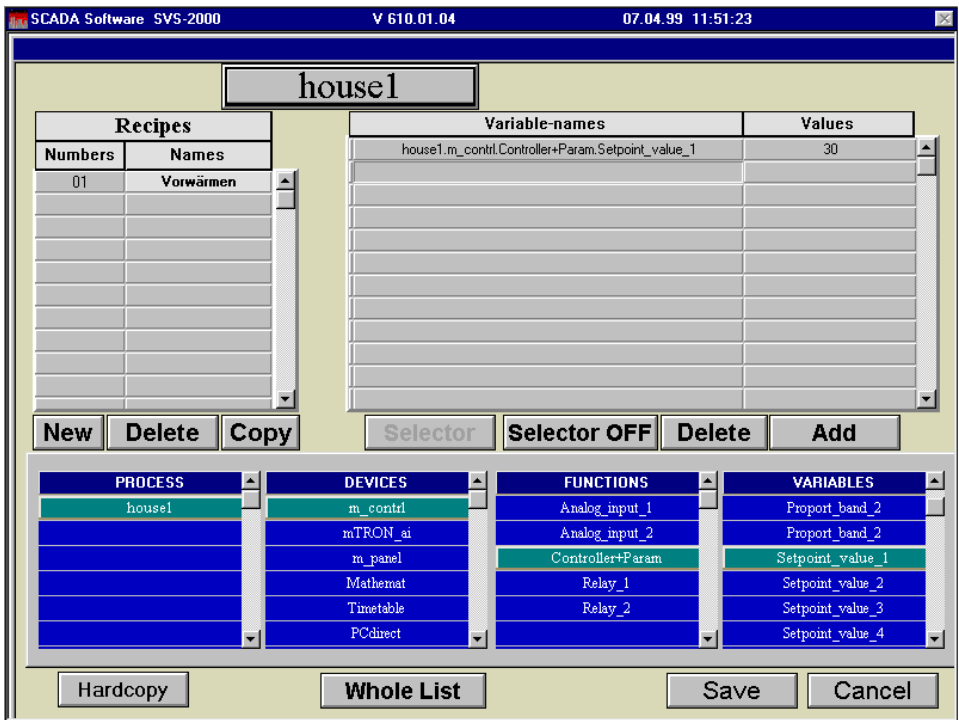 SCADA Software SVS-2000 V 610.01.04 07.04.99 11:51:23
house1
Recipes
Numbers Names
01 Vorwärmen
Variable-names Values
house1.m_contrl.Controller+Param.Setpoint_value_1 30
New Delete Copy Selector Selector OFF Delete Add
PROCESS DEVICES FUNCTIONS VARIABLES
house1 m_contrl Analog_input_1 Proport_band_2
mTRON_ai Analog_input_2 Proport_band_2
m_panel Controller+Param Setpoint_value_1
Mathemat Relay_1 Setpoint_value_2
Timetable Relay_2 Setpoint_value_3
PCdirect Setpoint_value_4
Hardcopy Whole List Save Cancel